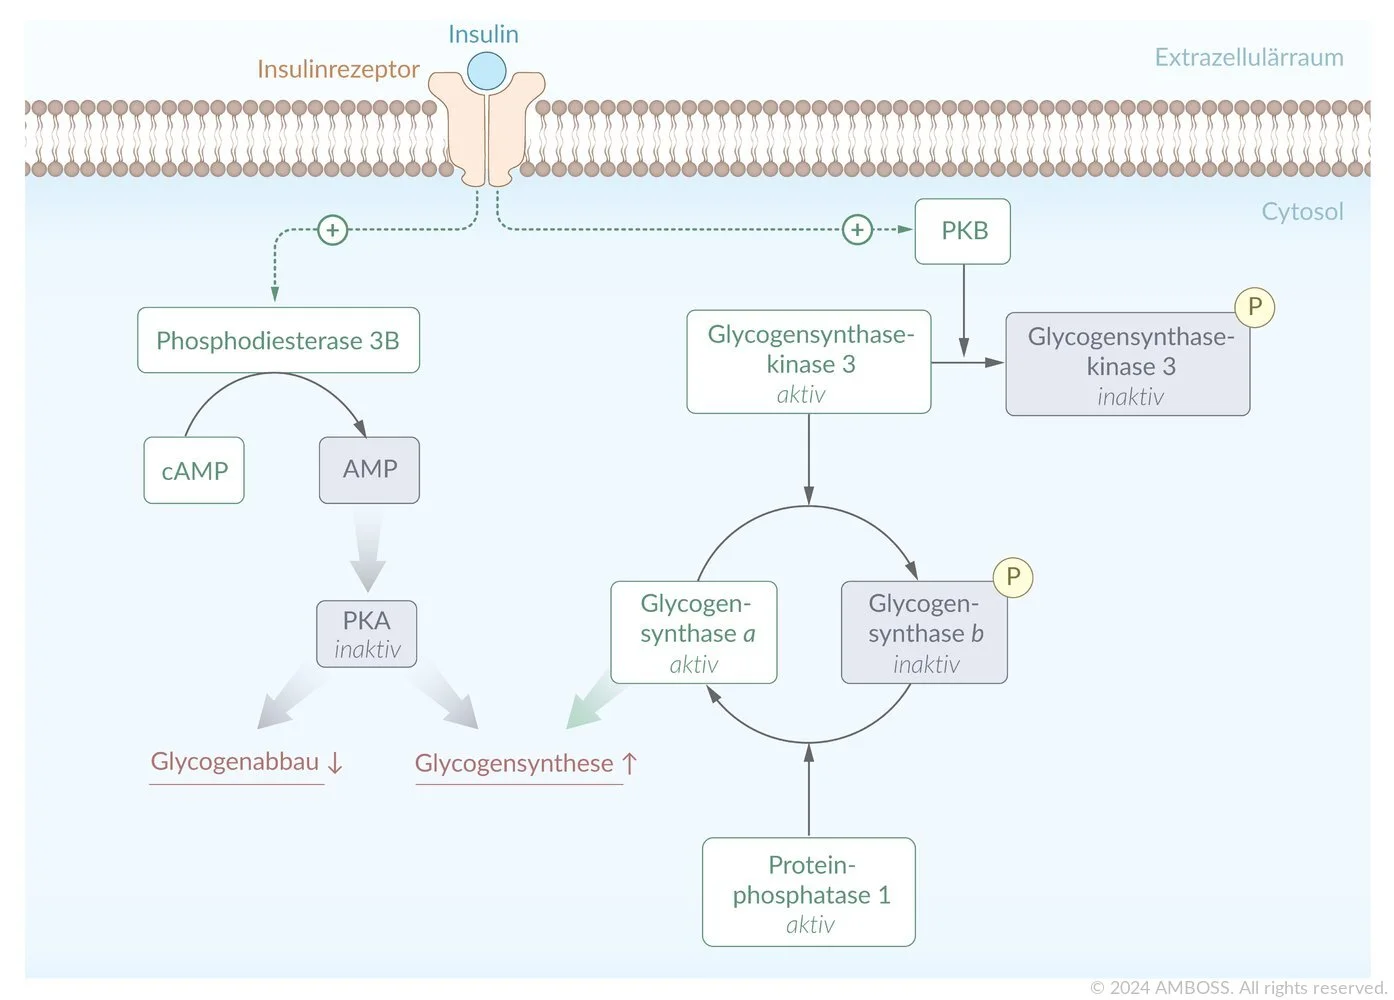 Insulin
Insulinrezeptor
Extrazellulärraum
Cytosol
+
+
PKB
P
Phosphodiesterase 3B
Glycogensynthase-
kinase 3
aktiv
Glycogensynthase-
kinase 3
inaktiv
cAMP
AMP
P
PKA
inaktiv
Glycogen-
synthase a
aktiv
Glycogen-
synthase b
inaktiv
Glycogenabbau ↓
Glycogensynthese ↑
Protein-
phosphatase 1
aktiv
© 2024 AMBOSS. All rights reserved.